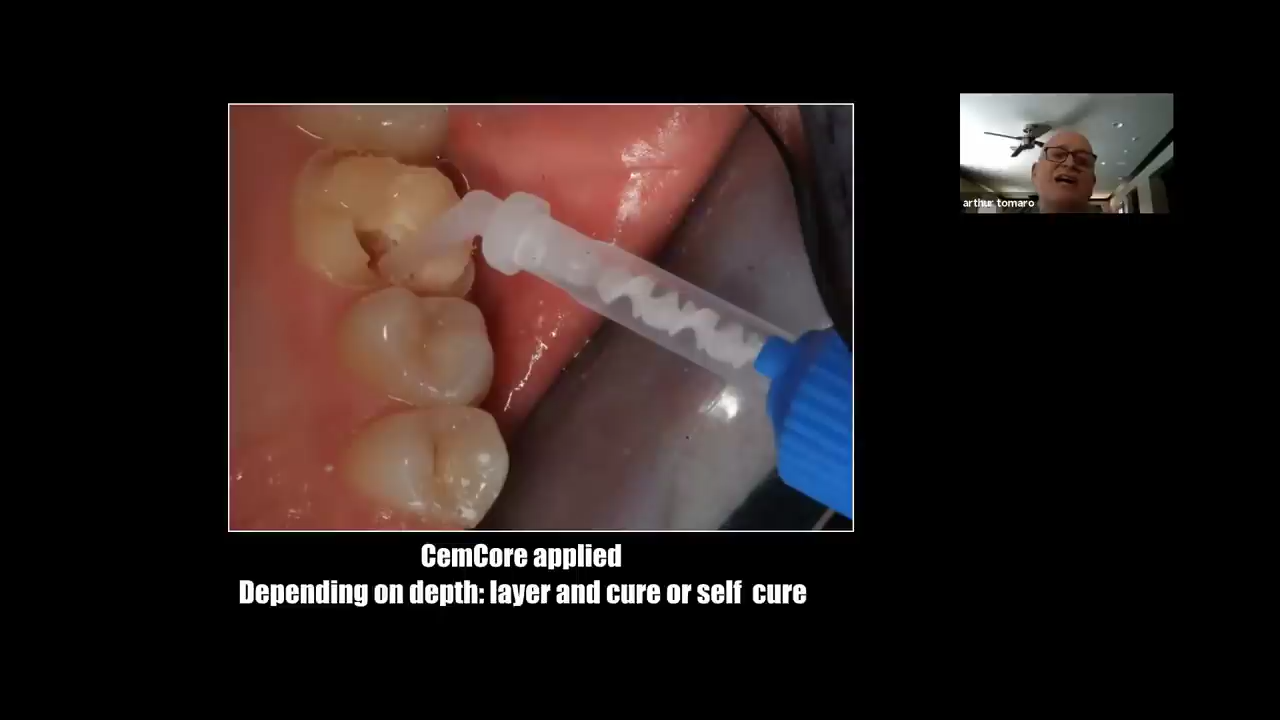 arthur tomaro
CemCore applied
Depending on depth: layer and cure or self cure